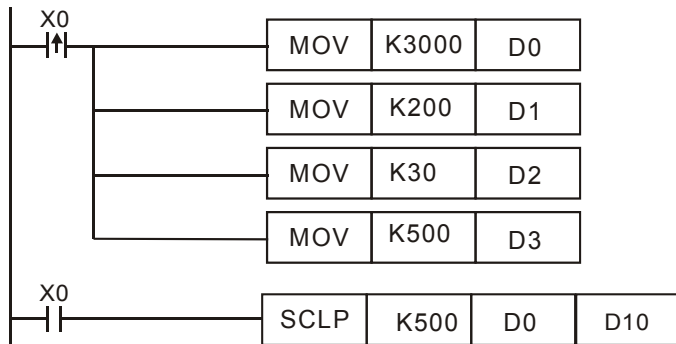 X0
MOV K3000 D0
MOV K200 D1
MOV K30 D2
MOV K500 D3
X0
SCLP K500 D0 D10